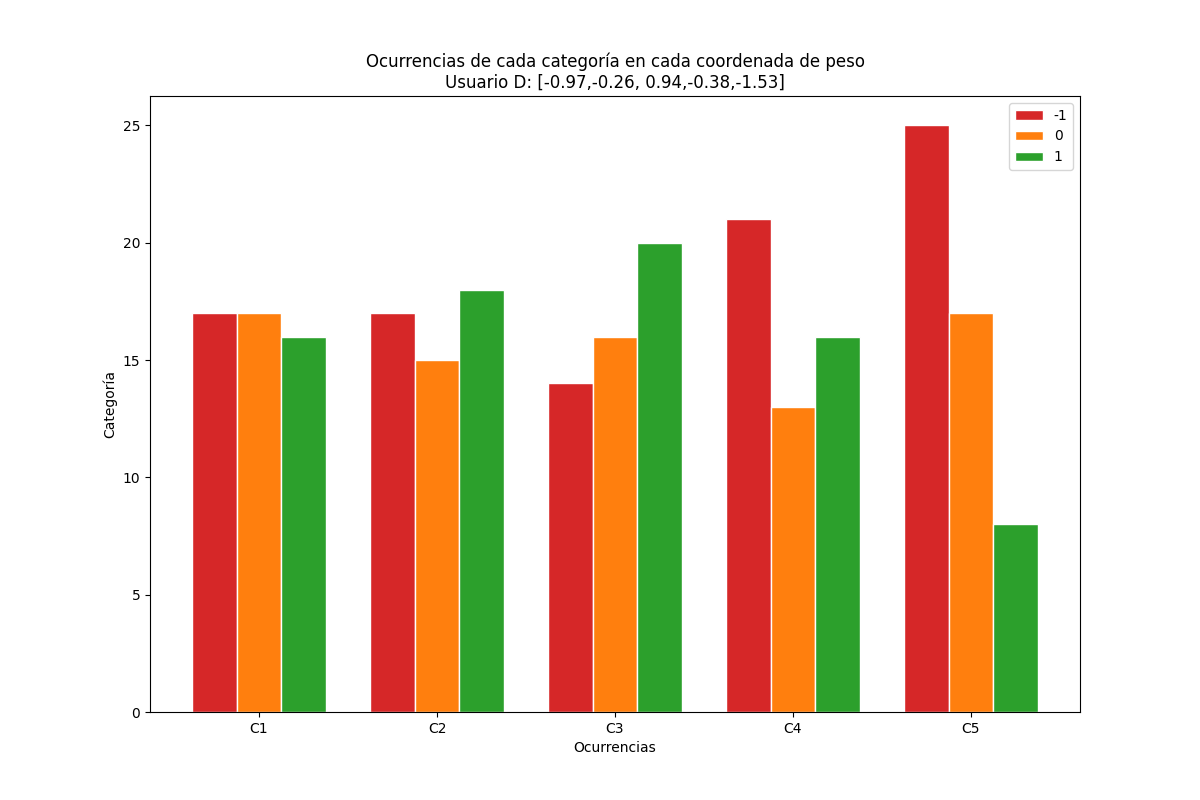 Ocurrencias de cada categoría en cada coordenada de peso
Usuario D: [-0.97,-0.26, 0.94,-0.38,-1.53]
-1
0
1
25
20
15
10
5
0
Categoría
C1 C2 C3 C4 C5
Ocurrencias